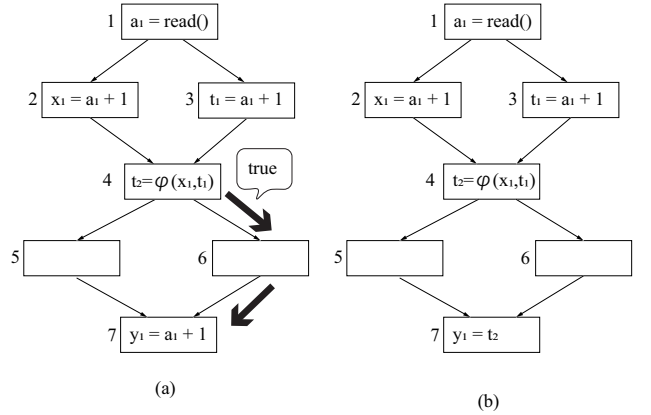 1 a₁ = read()
2 x₁ = a₁ + 1
3 t₁ = a₁ + 1
4 t₂=φ(x₁,t₁)
true
5
6
7 y₁ = a₁ + 1
(a)
1 a₁ = read()
2 x₁ = a₁ + 1
3 t₁ = a₁ + 1
4 t₂=φ(x₁,t₁)
5
6
7 y₁ = t₂
(b)